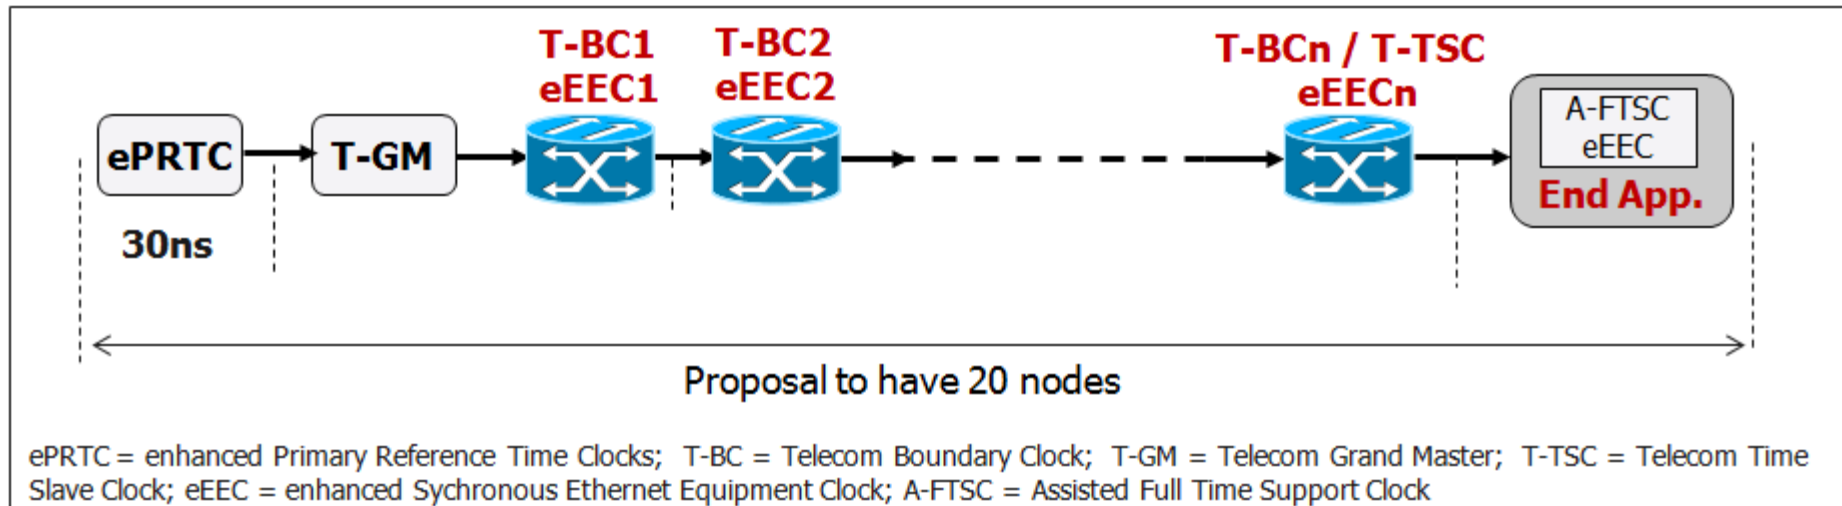 T-BC1
eEEC1
T-BC2
eEEC2
T-BCn / T-TSC
eEECn
ePRTC
T-GM
A-FTSC
eEEC
End App.
30ns
Proposal to have 20 nodes
ePRTC = enhanced Primary Reference Time Clocks; T-BC = Telecom Boundary Clock; T-GM = Telecom Grand Master; T-TSC = Telecom Time
Slave Clock; eEEC = enhanced Sychronous Ethernet Equipment Clock; A-FTSC = Assisted Full Time Support Clock